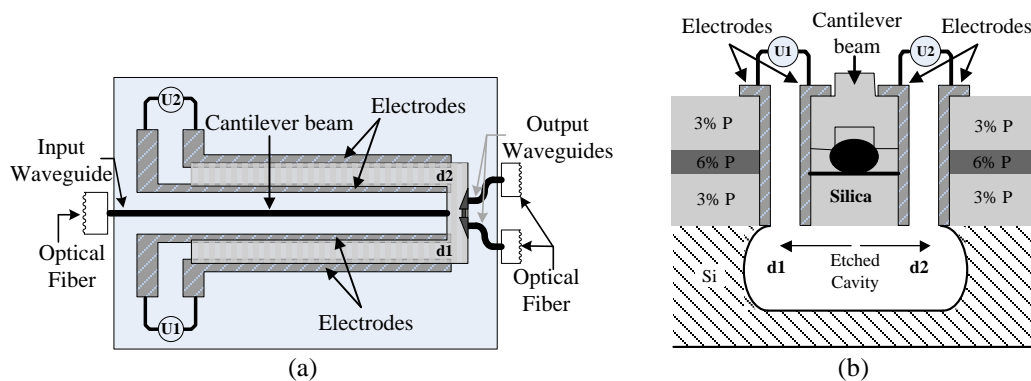 U2
Electrodes
Cantilever beam
Output
Waveguides
Input
Waveguide
d2
d1
Optical
Fiber
Optical
Fiber
Electrodes
U1
(a)
Cantilever
beam
Electrodes
Electrodes
U1
U2
3% P
3% P
6% P
6% P
3% P
Silica
3% P
d1
Etched
Cavity
d2
Si
(b)